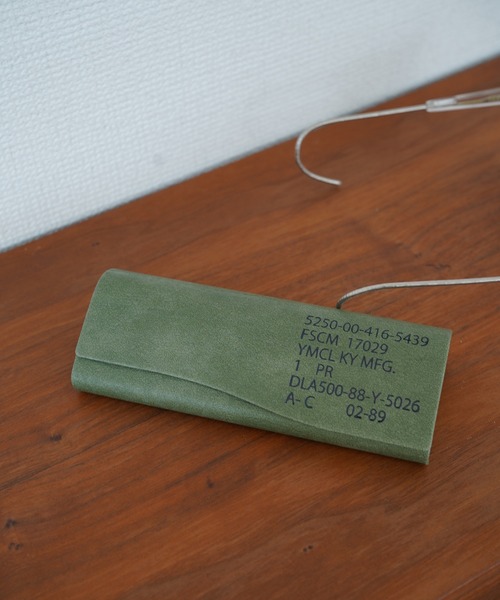 5250-00-416-5439
FSCM 17029
YMCL KY MFG.
1 PR
DLA500-88-Y-5026
A-C 02-89